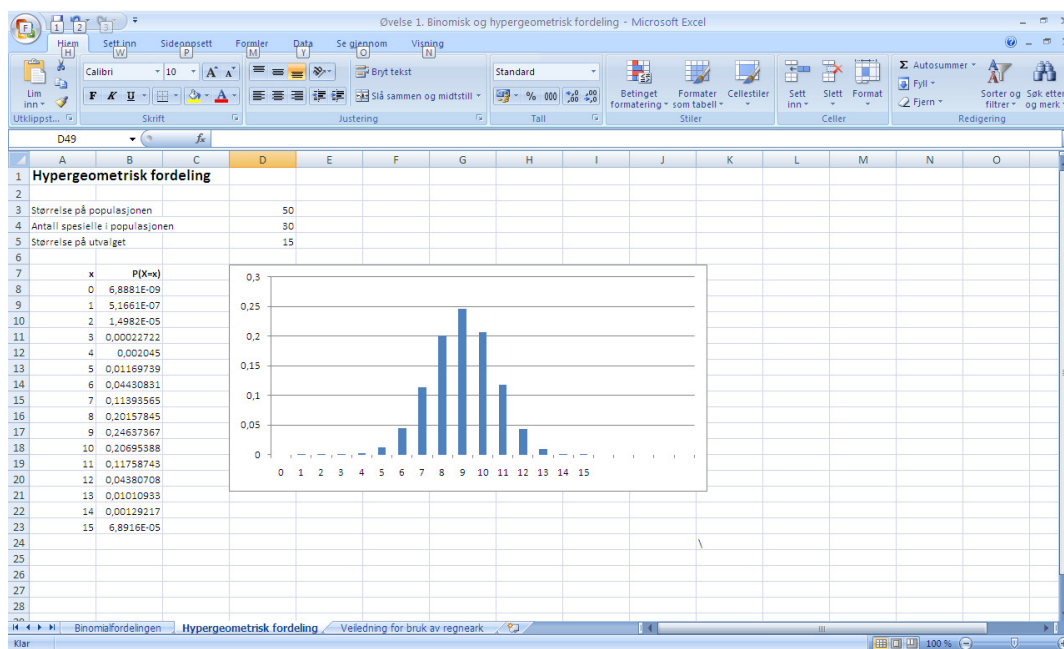 Øvelse 1. Binomisk og hypergeometrisk fordeling - Microsoft Excel
F 1 2 3
Hjem Sett inn Sideoppsett Formler Data Se gjennom Visning
H W P M Y O N
Calibri 10 A A Bryt tekst Standard Σ Autosummer
Lim inn F K U A Slå sammen og midtstill % 000 Betinget formatering Formater som tabell Cellestiler Sett inn Slett Format Fyll Fjern Sorter og filtrer Søk etter og merk
Utklippst... Skrift Justering Tall Stiler Celler Redigering
D49 fx
A B C D E F G H I J K L M N O
1 Hypergeometrisk fordeling
2
3 Størrelse på populasjonen 50
4 Antall spesielle i populasjonen 30
5 Størrelse på utvalget 15
6
7 x P(X=x)
8 0 6,8881E-09
9 1 5,1661E-07
10 2 1,4982E-05
11 3 0,00022722
12 4 0,002045
13 5 0,01169739
14 6 0,04430831
15 7 0,11393565
16 8 0,20157845
17 9 0,24637367
18 10 0,20695388
19 11 0,11758743
20 12 0,04380708
21 13 0,01010933
22 14 0,00129217
23 15 6,8916E-05
24 \
25
26
27
28
0,3
0,25
0,2
0,15
0,1
0,05
0
0 1 2 3 4 5 6 7 8 9 10 11 12 13 14 15
Binomialfordelingen Hypergeometrisk fordeling Veiledning for bruk av regneark
Klar 100 %